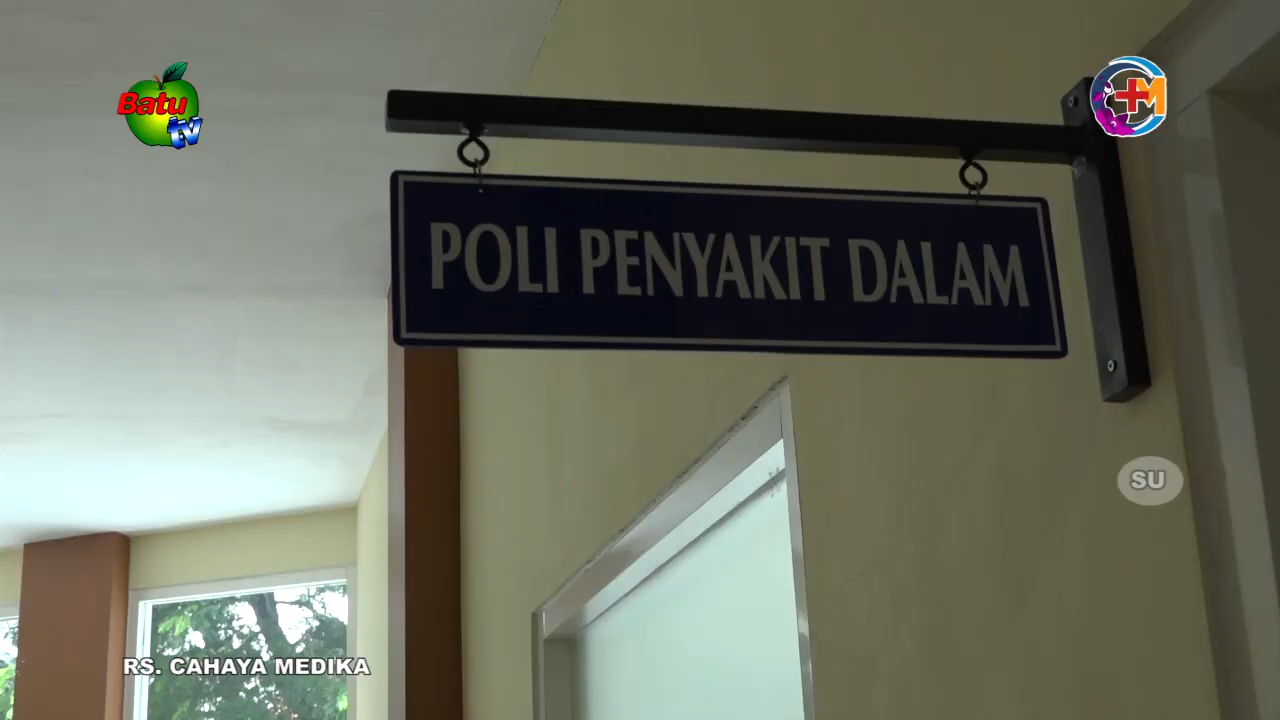 Batu
tv
M
POLI PENYAKIT DALAM
SU
RS. CAHAYA MEDIKA